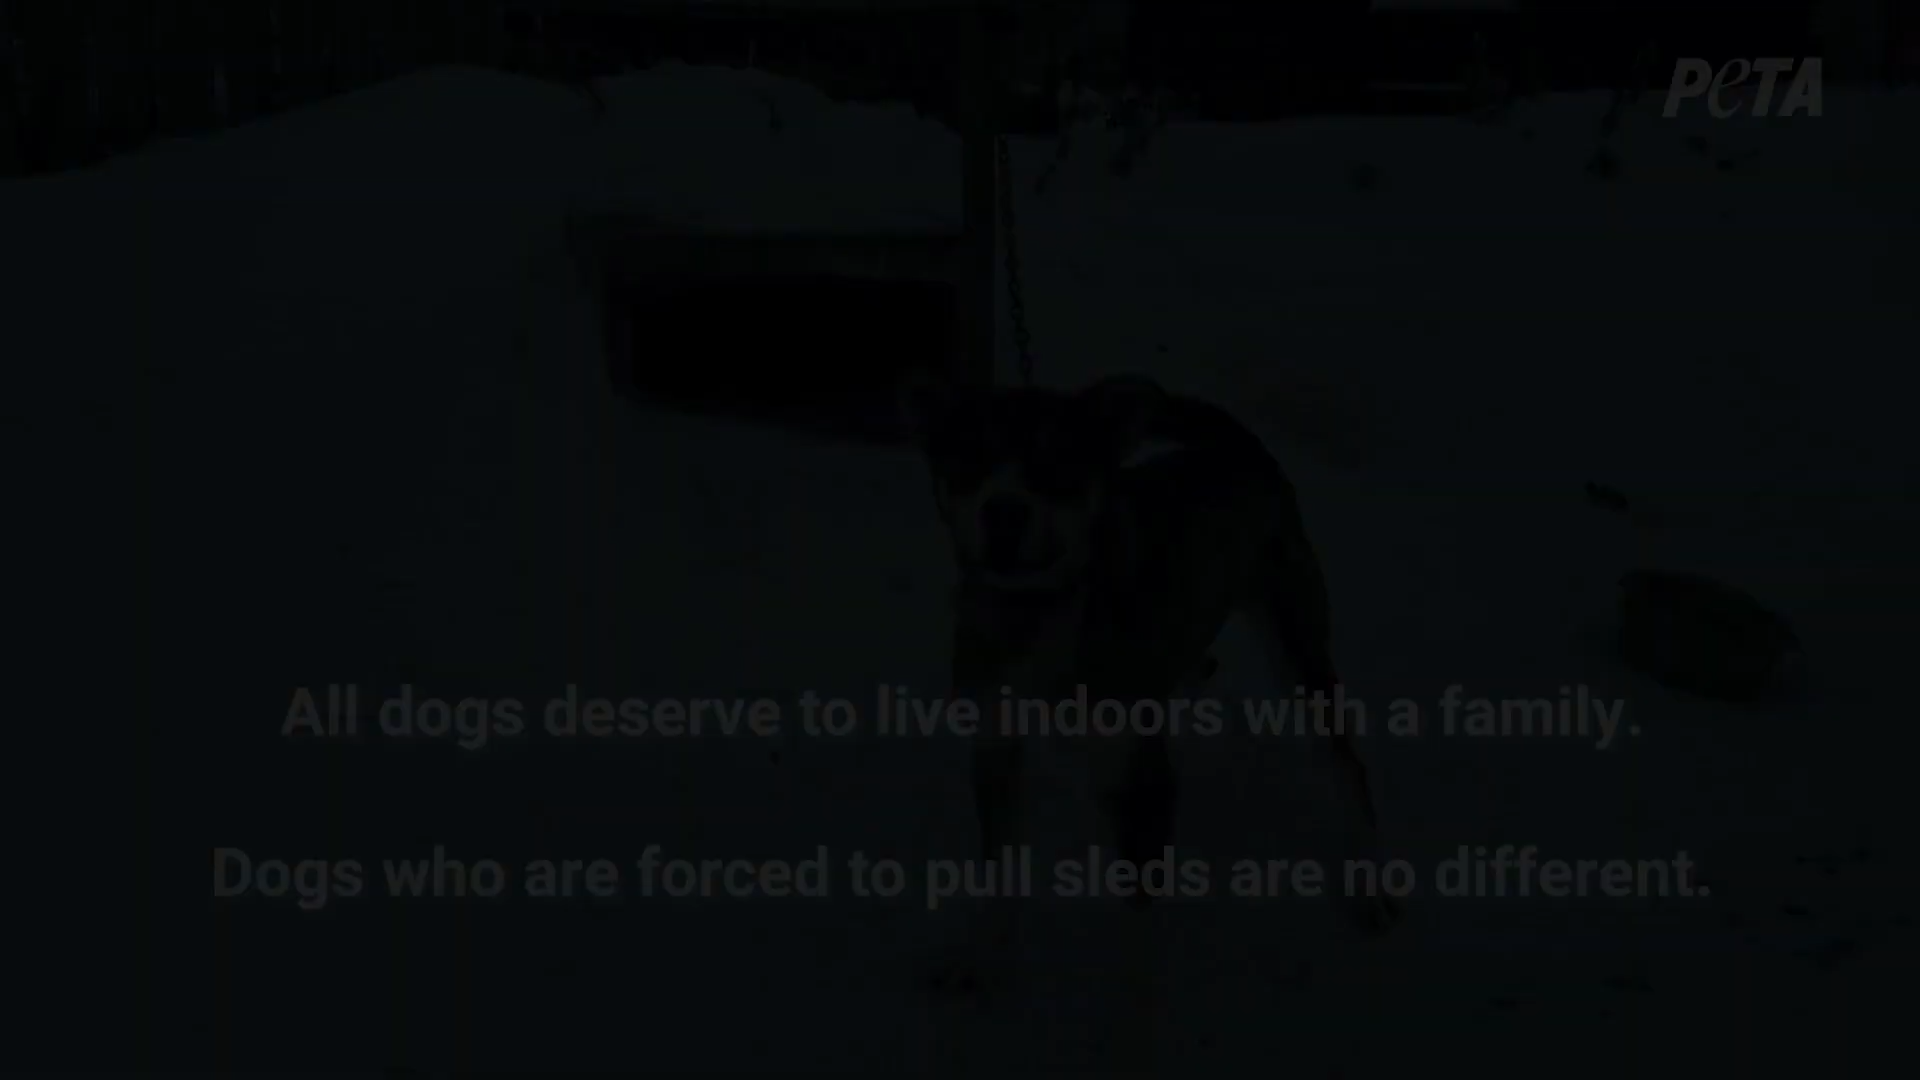 PETA
All dogs deserve to live indoors with a family.
Dogs who are forced to pull sleds are no different.